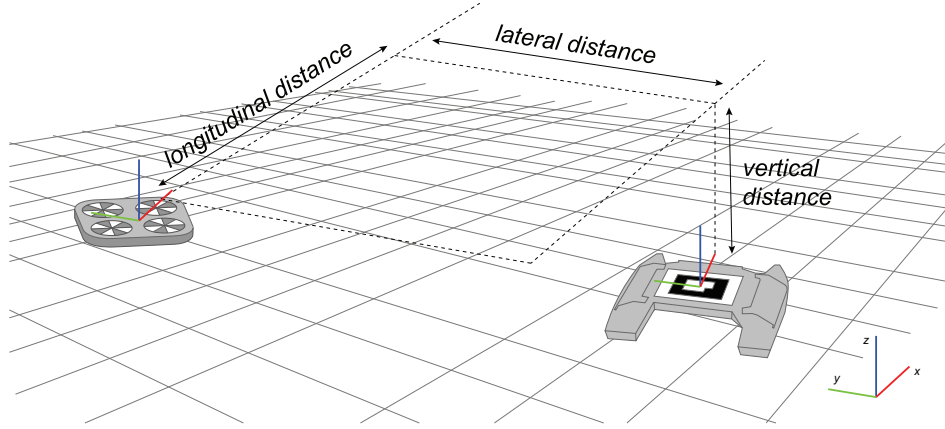 lateral distance
longitudinal distance
vertical
distance
z
x
y